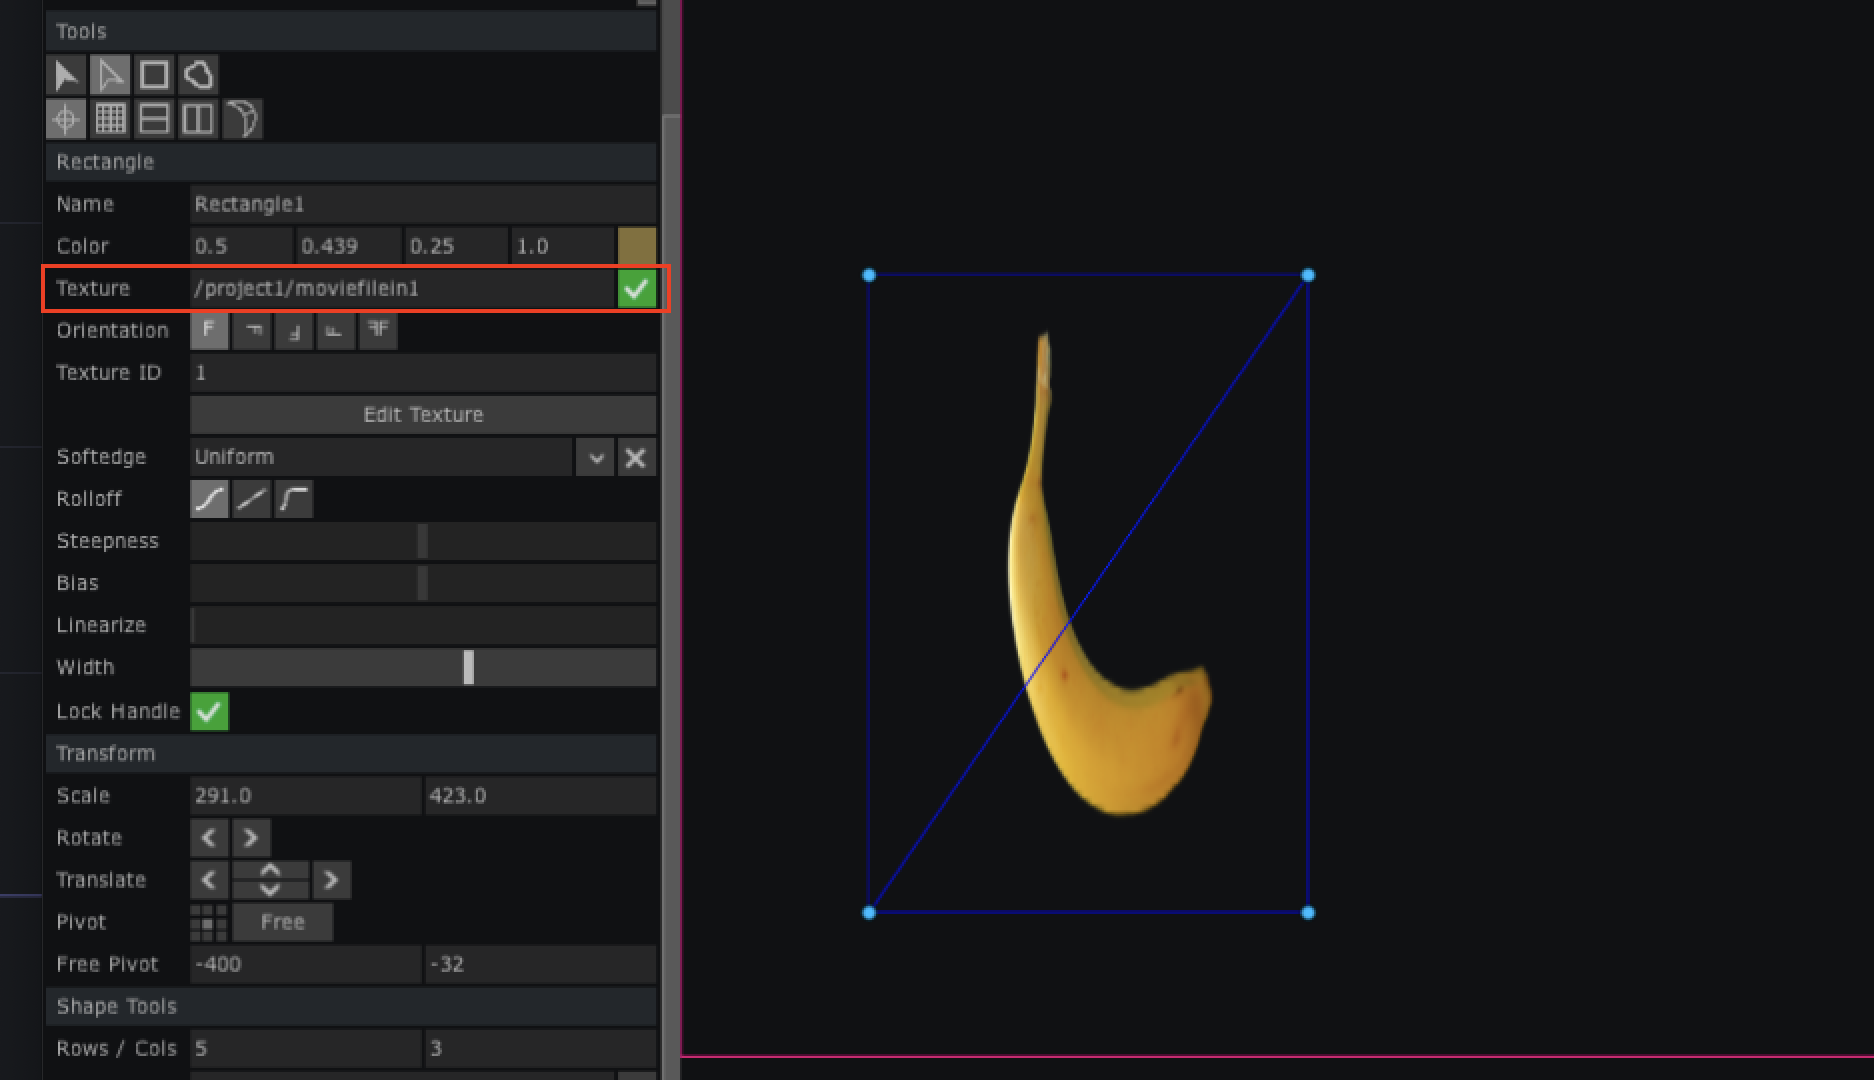 Tools
Rectangle
Name Rectangle1
Color 0.5 0.439 0.25 1.0
Texture /project1/moviefilein1
Orientation F F F F FF
Texture ID 1
Edit Texture
Softedge Uniform
Rolloff
Steepness
Bias
Linearize
Width
Lock Handle
Transform
Scale 291.0 423.0
Rotate
Translate
Pivot Free
Free Pivot -400 -32
Shape Tools
Rows / Cols 5 3